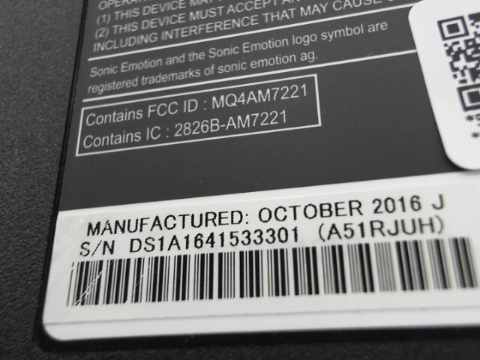 OPERA
(1) THIS DEVICE MAY
(2) THIS DEVICE MUST ACCEPT AN
INCLUDING INTERFERENCE THAT MAY CAUSE
Sonic Emotion and the Sonic Emotion logo symbol are
registered trademarks of sonic emotion ag.
Contains FCC ID : MQ4AM7221
Contains IC : 2826B-AM7221
MANUFACTURED: OCTOBER 2016 J
S/N DS1A1641533301 (A51RJUH)